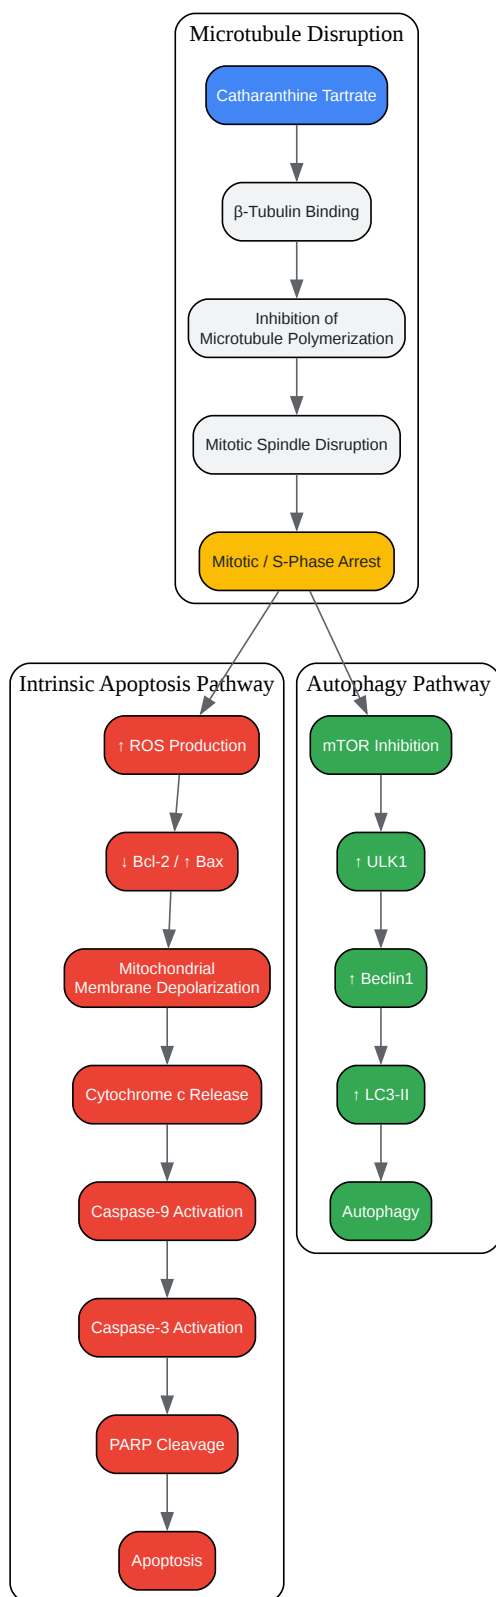 Microtubule Disruption
Catharanthine Tartrate
β-Tubulin Binding
Inhibition of
Microtubule Polymerization
Mitotic Spindle Disruption
Mitotic / S-Phase Arrest
Intrinsic Apoptosis Pathway
↑ ROS Production
↓ Bcl-2 / ↑ Bax
Mitochondrial
Membrane Depolarization
Cytochrome c Release
Caspase-9 Activation
Caspase-3 Activation
PARP Cleavage
Apoptosis
Autophagy Pathway
mTOR Inhibition
↑ ULK1
↑ Beclin1
↑ LC3-II
Autophagy